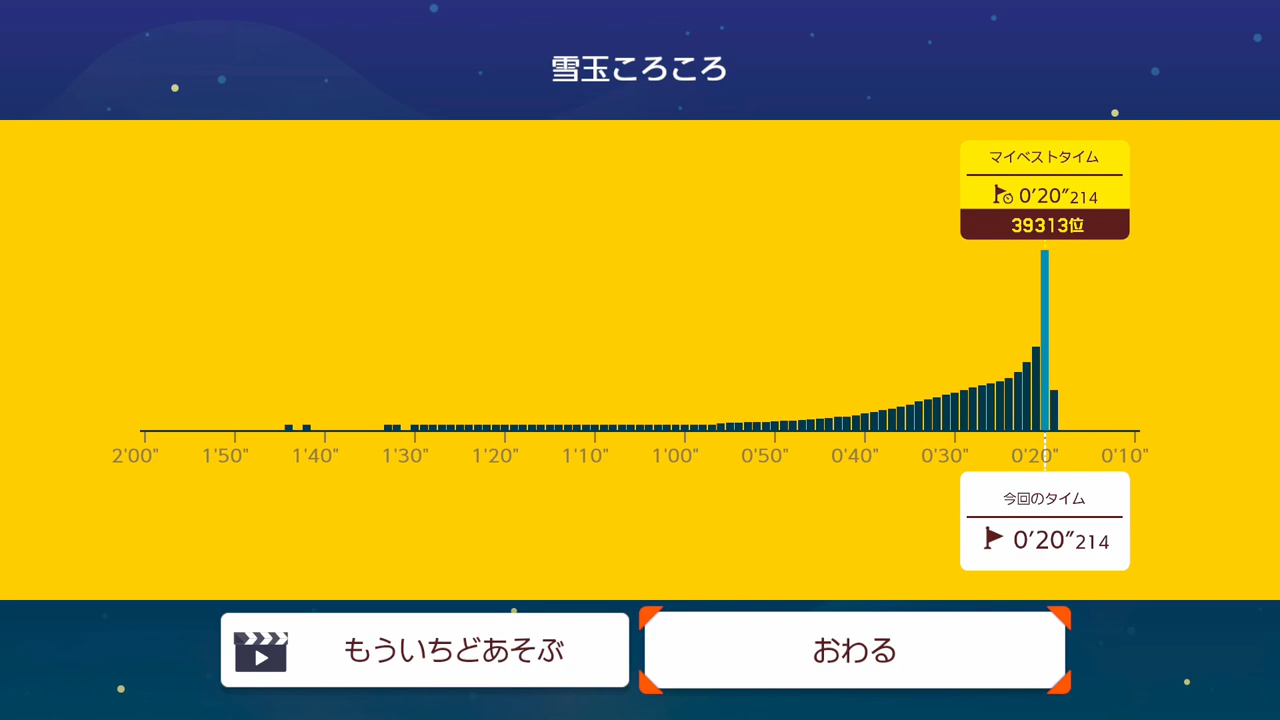 雪玉ころころ
マイベストタイム
0'20"214
39313位
2'00" 1'50" 1'40" 1'30" 1'20" 1'10" 1'00" 0'50" 0'40" 0'30" 0'20" 0'10"
今回のタイム
0'20"214
もういちどあそぶ おわる